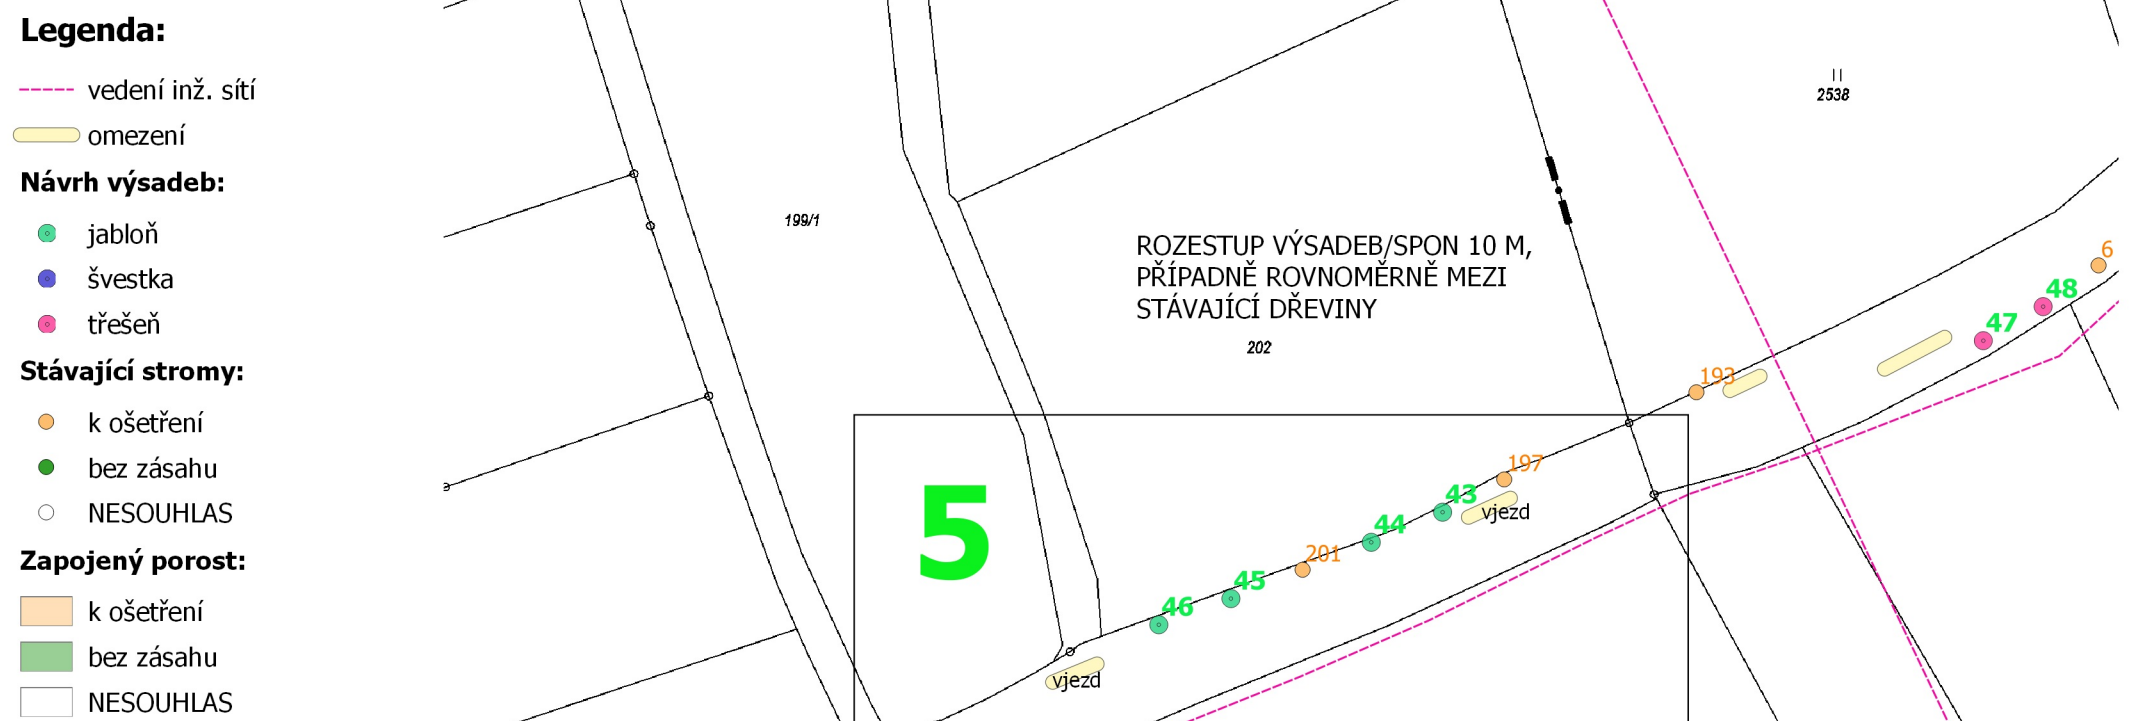 Legenda:
vedení inž. sítí
omezení
Návrh výsadeb:
jabloň
švestka
třešeň
Stávající stromy:
k ošetření
bez zásahu
NESOUHLAS
Zapojený porost:
k ošetření
bez zásahu
NESOUHLAS
2538
199/1
ROZESTUP VÝSADEB/SPON 10 M,
PŘÍPADNĚ ROVNOMĚRNĚ MEZI
STÁVAJÍCÍ DŘEVINY
202
6
48
47
193
197
43
vjezd
44
201
45
46
5
vjezd